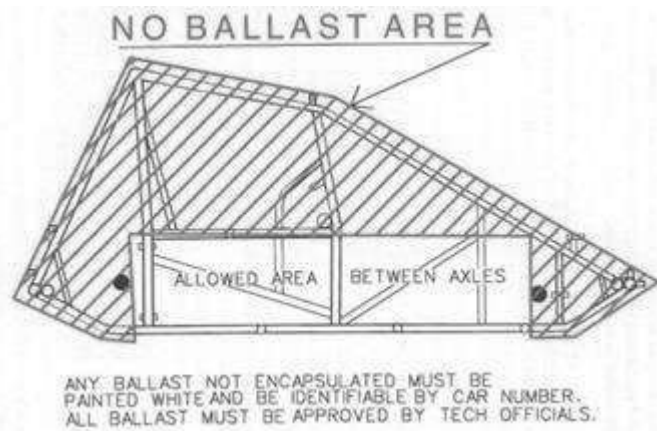 NO BALLAST AREA
ALLOWED AREA BETWEEN AXLES
ANY BALLAST NOT ENCAPSULATED MUST BE
PAINTED WHITE AND BE IDENTIFIABLE BY CAR NUMBER.
ALL BALLAST MUST BE APPROVED BY TECH OFFICIALS.